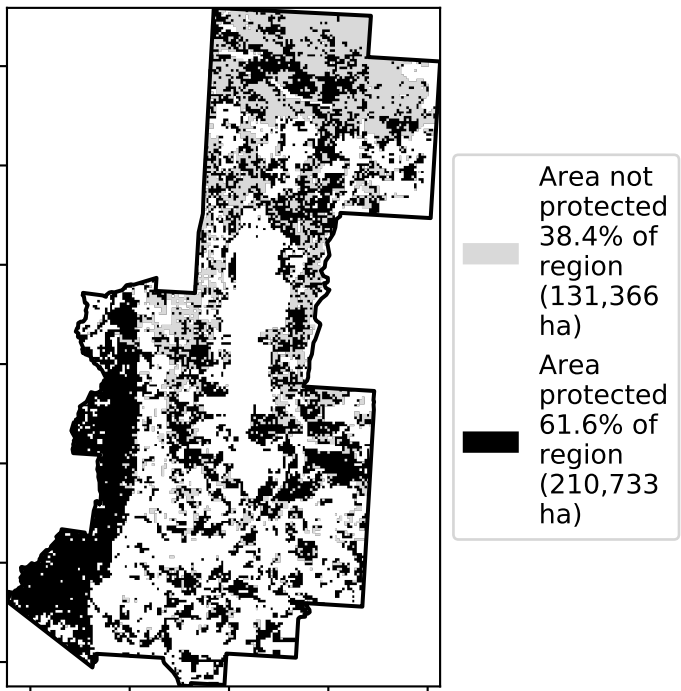 Area not
protected
38.4% of
region
(131,366
ha)
Area
protected
61.6% of
region
(210,733
ha)